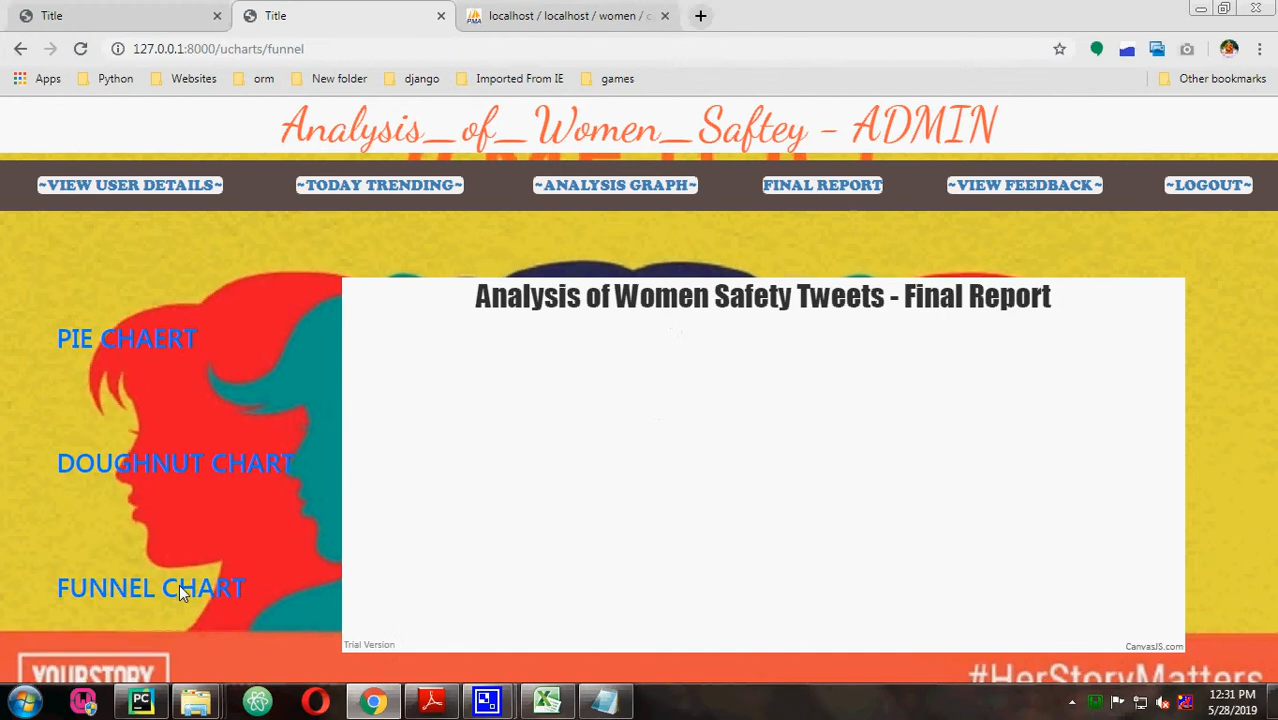 Title
Title
localhost / localhost / women /
127.0.0.1:8000/ucharts/funnel
Apps Python Websites orm New folder django Imported From IE games Other bookmarks
Analysis_of_Women_Saftey - ADMIN
~VIEW USER DETAILS~ ~TODAY TRENDING~ ~ANALYSIS GRAPH~ FINAL REPORT ~VIEW FEEDBACK~ ~LOGOUT~
Analysis of Women Safety Tweets - Final Report
PIE CHAERT
DOUGHNUT CHART
FUNNEL CHART
Trial Version
CanvasJS.com
YOURSTORY
#HerStoryMatters
12:31 PM
5/28/2019